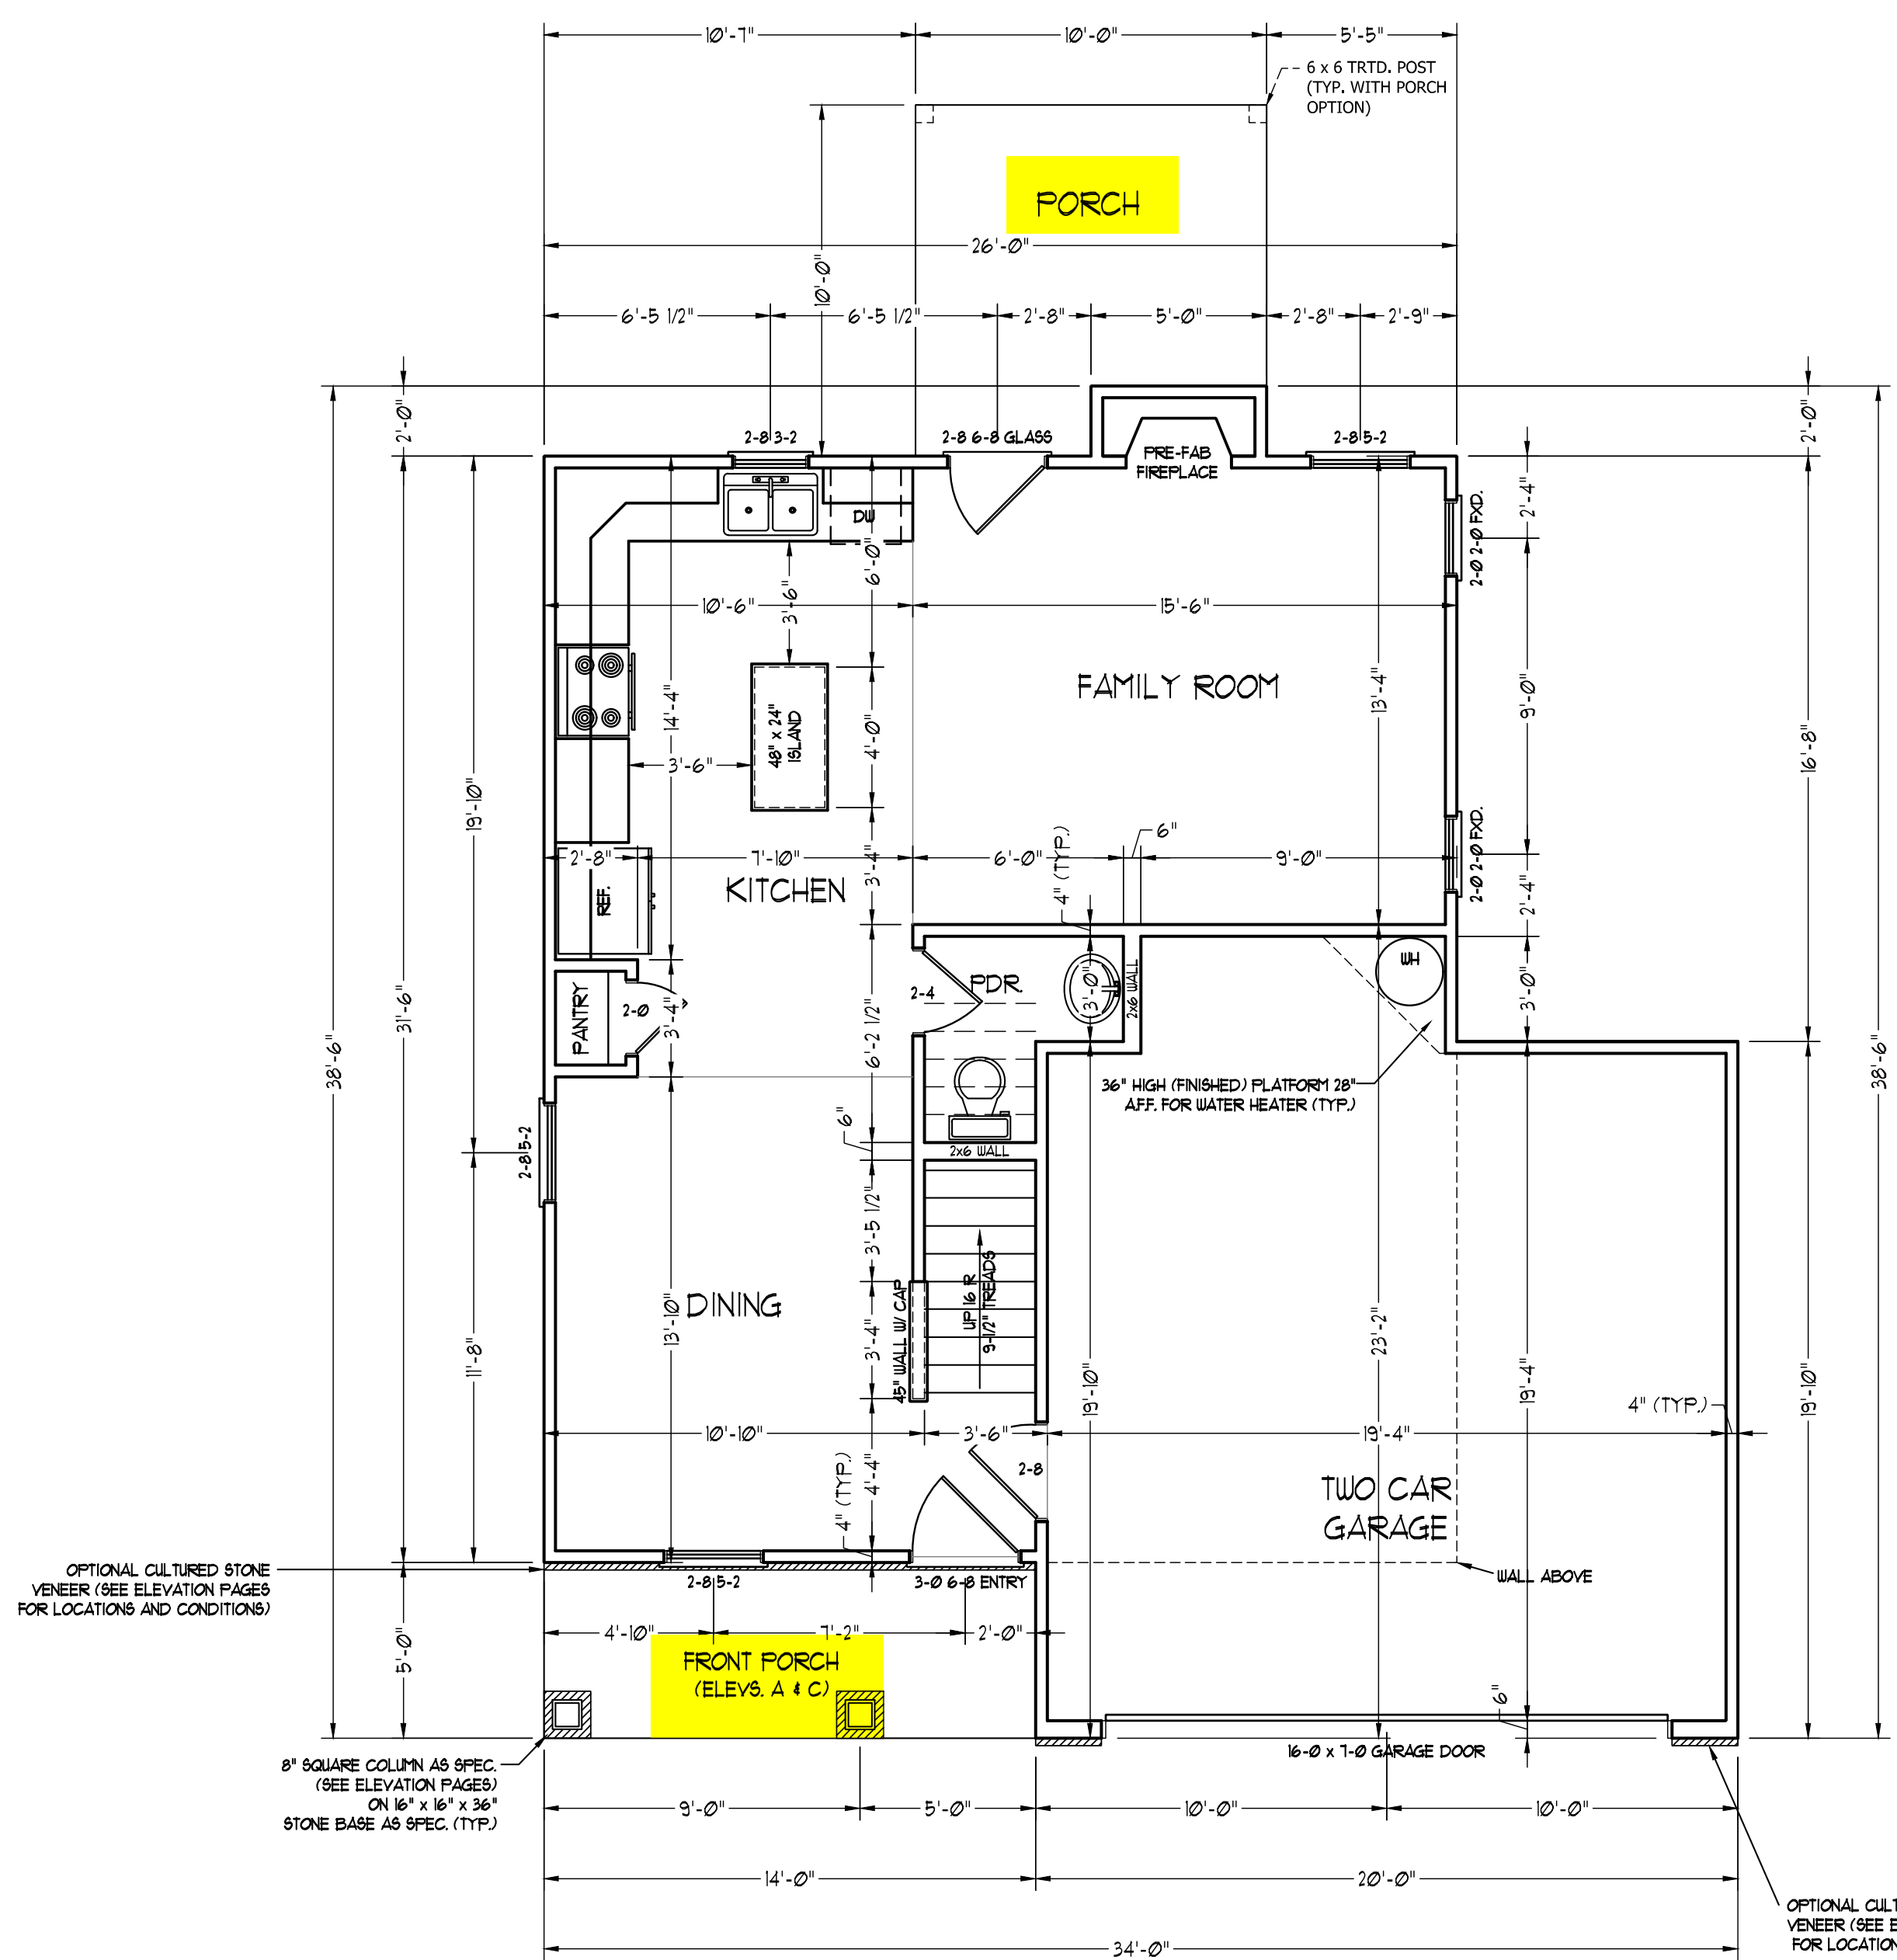 10'-7"
10'-0"
5'-5"
6 x 6 TRTD. POST
(TYP. WITH PORCH
OPTION)
PORCH
26'-0"
10'-0"
6'-5 1/2"
6'-5 1/2"
2'-8"
5'-0"
2'-8"
2'-9"
2'-0"
2'-0"
2-8 3-2
2-8 6-8 GLASS
PRE-FAB
FIREPLACE
2-8 5-2
2'-4"
2-0 2-0 FXD.
DW
6'-0"
3'-6"
10'-6"
15'-6"
FAMILY ROOM
14'-4"
13'-4"
9'-0"
16'-8"
48" x 24"
ISLAND
4'-0"
3'-6"
19'-10"
31'-6"
38'-6"
2'-8"
7'-10"
3'-4"
6'-0"
4" (TYP.)
6"
9'-0"
2-0 2-0 FXD.
2'-4"
KITCHEN
REF.
WH
PDR.
2-4
3'-0"
2x6 WALL
3'-0"
PANTRY
2-0
3'-4"
6'-2 1/2"
38'-6"
36" HIGH (FINISHED) PLATFORM 28"
A.F.F. FOR WATER HEATER (TYP.)
6"
2x6 WALL
2-8 5-2
3'-5 1/2"
UP 16 R
9-1/2" TREADS
DINING
13'-10"
3'-4"
45" WALL W/ CAP
23'-2"
11'-8"
19'-10"
19'-4"
19'-10"
4" (TYP.)
10'-10"
3'-6"
19'-4"
4" (TYP.)
4'-4"
2-8
TWO CAR
GARAGE
OPTIONAL CULTURED STONE
VENEER (SEE ELEVATION PAGES
FOR LOCATIONS AND CONDITIONS)
2-8 5-2
3-0 6-8 ENTRY
WALL ABOVE
4'-10"
7'-2"
2'-0"
5'-0"
FRONT PORCH
(ELEVS. A & C)
6"
16-0 x 7-0 GARAGE DOOR
8" SQUARE COLUMN AS SPEC.
(SEE ELEVATION PAGES)
ON 16" x 16" x 36"
STONE BASE AS SPEC. (TYP.)
9'-0"
5'-0"
10'-0"
10'-0"
14'-0"
20'-0"
OPTIONAL CULT
VENEER (SEE E
FOR LOCATION
34'-0"